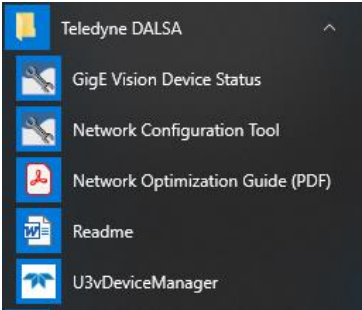 Teledyne DALSA
GigE Vision Device Status
Network Configuration Tool
Network Optimization Guide (PDF)
Readme
U3vDeviceManager